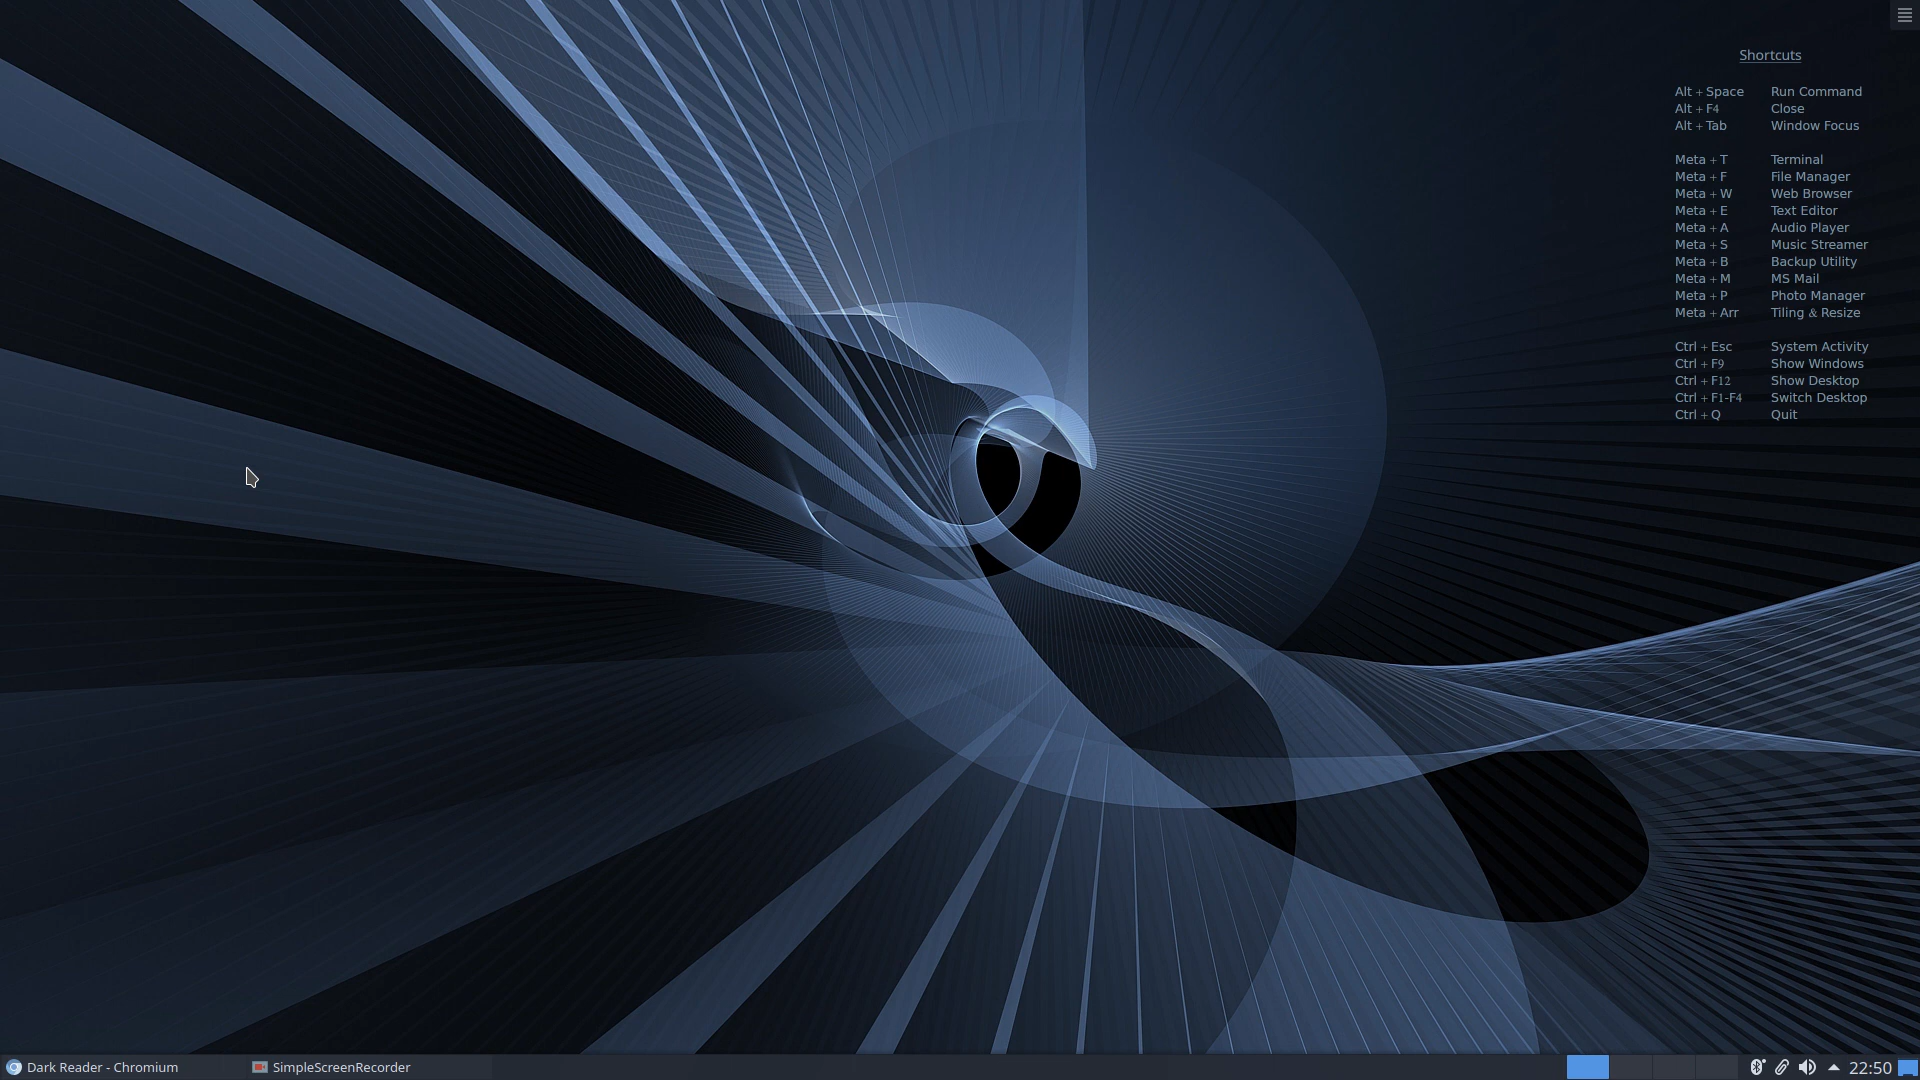 Shortcuts
Alt + Space Run Command
Alt + F4 Close
Alt + Tab Window Focus
Meta + T Terminal
Meta + F File Manager
Meta + W Web Browser
Meta + E Text Editor
Meta + A Audio Player
Meta + S Music Streamer
Meta + B Backup Utility
Meta + M MS Mail
Meta + P Photo Manager
Meta + Arr Tiling & Resize
Ctrl + Esc System Activity
Ctrl + F9 Show Windows
Ctrl + F12 Show Desktop
Ctrl + F1-F4 Switch Desktop
Ctrl + Q Quit
Dark Reader - Chromium SimpleScreenRecorder 22:50